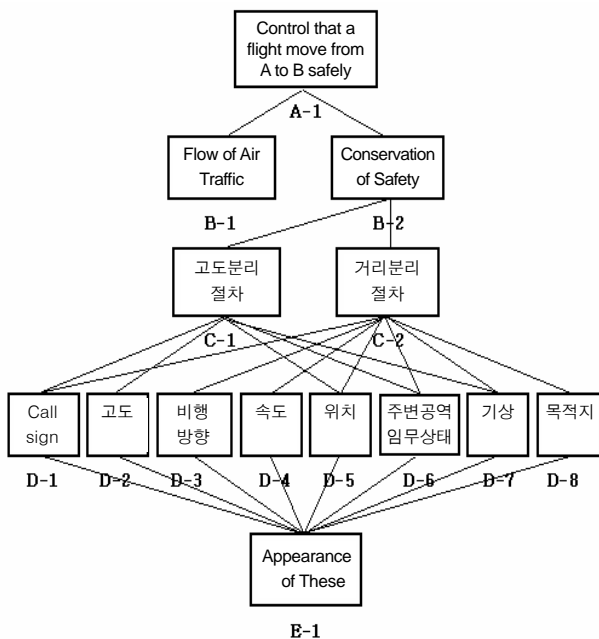 Control that a
flight move from
A to B safely
A-1
Flow of Air
Traffic
Conservation
of Safety
B-1
B-2
고도분리
절차
거리분리
절차
C-1
C-2
Call
sign
고도
비행
방향
속도
위치
주변공역
임무상태
기상
목적지
D-1
D-2
D-3
D-4
D-5
D-6
D-7
D-8
Appearance
of These
E-1